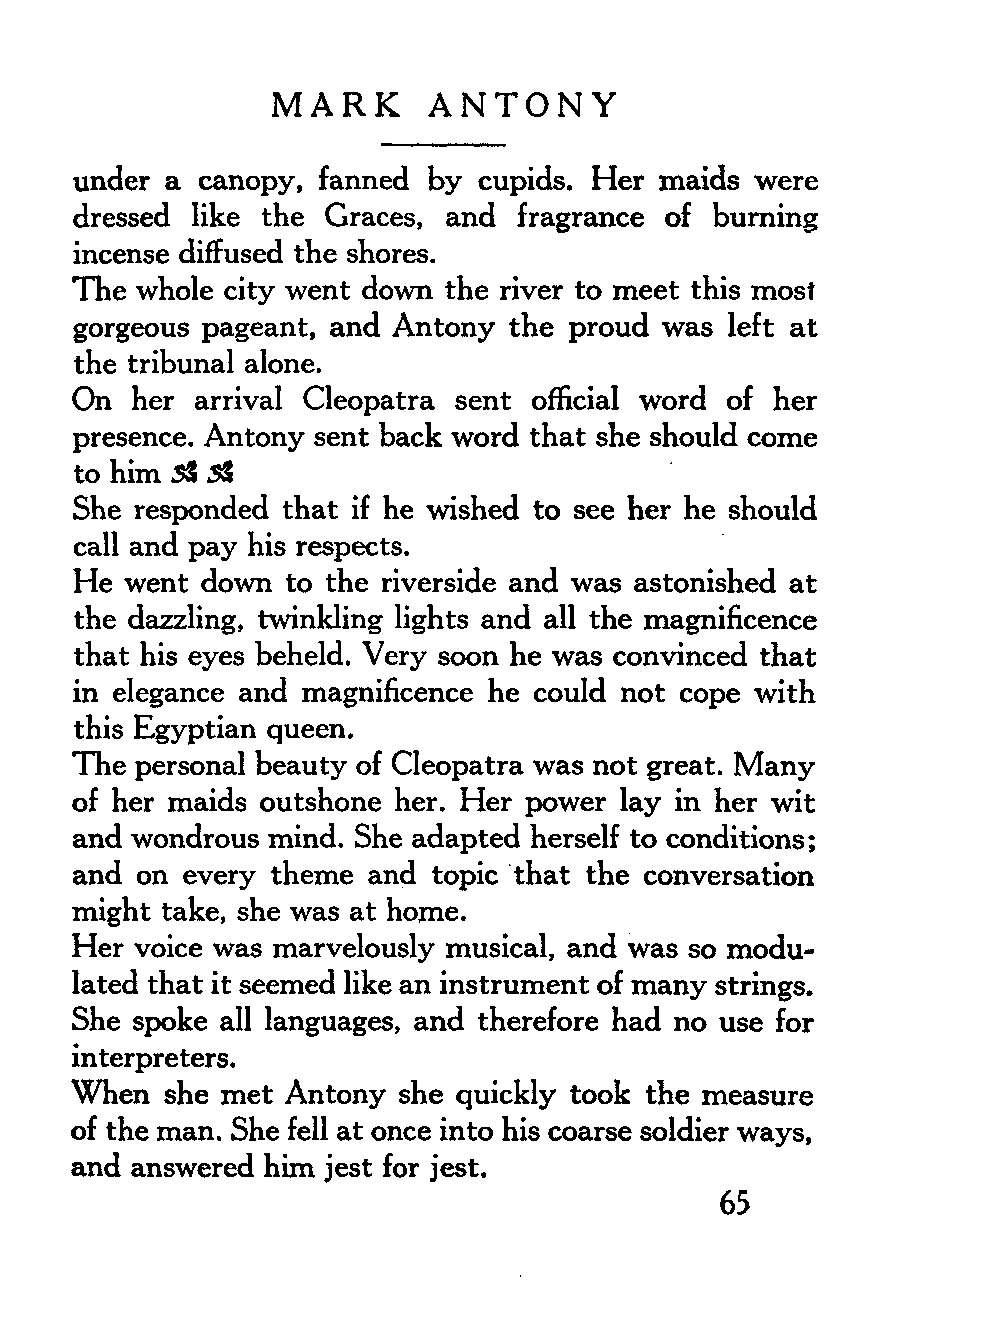 MARK ANTONY
under a canopy, fanned by cupids. Her maids were
dressed like the Graces, and fragrance of burning
incense diffused the shores.
The whole city went down the river to meet this most
gorgeous pageant, and Antony the proud was left at
the tribunal alone.
On her arrival Cleopatra sent official word of her
presence. Antony sent back word that she should come
to him
She responded that if he wished to see her he should
call and pay his respects.
He went down to the riverside and was astonished at
the dazzling, twinkling lights and all the magnificence
that his eyes beheld. Very soon he was convinced that
in elegance and magnificence he could not cope with
this Egyptian queen.
The personal beauty of Cleopatra was not great. Many
of her maids outshone her. Her power lay in her wit
and wondrous mind. She adapted herself to conditions;
and on every theme and topic that the conversation
might take, she was at home.
Her voice was marvelously musical, and was so modu-
lated that it seemed like an instrument of many strings.
She spoke all languages, and therefore had no use for
interpreters.
When she met Antony she quickly took the measure
of the man. She fell at once into his coarse soldier ways,
and answered him jest for jest.
65